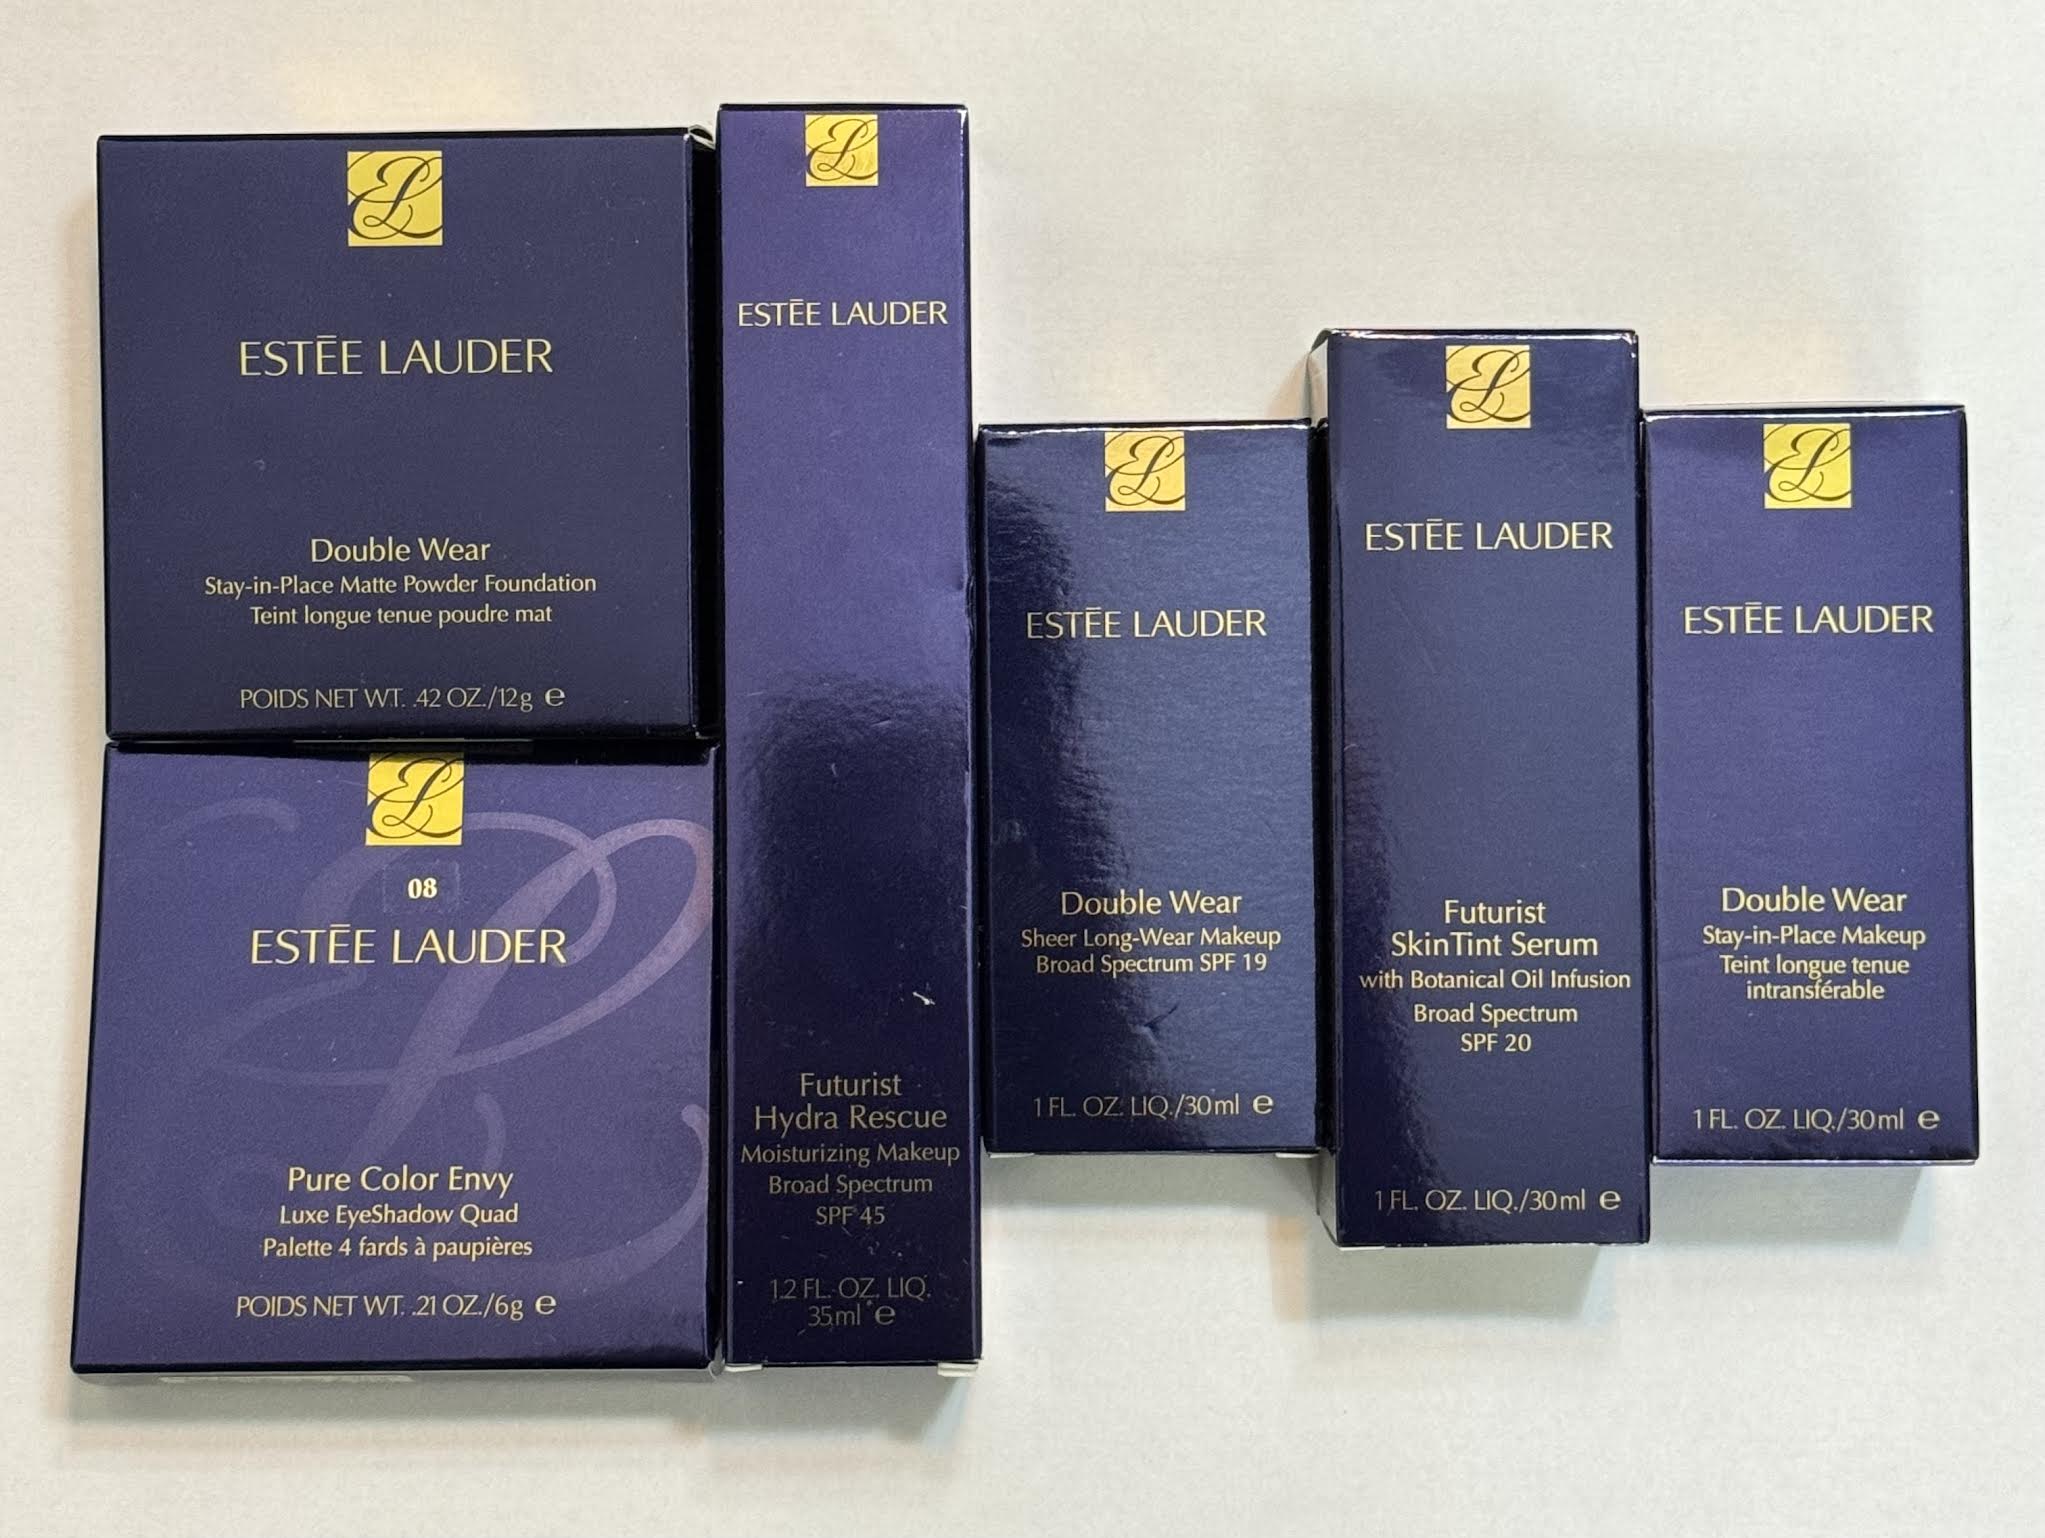 ESTĒE LAUDER
Double Wear
Stay-in-Place Matte Powder Foundation
Teint longue tenue poudre mat
POIDS NET WT. .42 OZ./12g ℮
08
ESTĒE LAUDER
Pure Color Envy
Luxe EyeShadow Quad
Palette 4 fards à paupières
POIDS NET WT. .21 OZ./6g ℮
ESTĒE LAUDER
Futurist
Hydra Rescue
Moisturizing Makeup
Broad Spectrum
SPF 45
1.2 FL. OZ. LIQ.
35ml ℮
ESTĒE LAUDER
Double Wear
Sheer Long-Wear Makeup
Broad Spectrum SPF 19
1 FL. OZ. LIQ./30ml ℮
ESTĒE LAUDER
Futurist
SkinTint Serum
with Botanical Oil Infusion
Broad Spectrum
SPF 20
1 FL. OZ. LIQ./30ml ℮
ESTĒE LAUDER
Double Wear
Stay-in-Place Makeup
Teint longue tenue
intransférable
1 FL. OZ. LIQ./30ml ℮